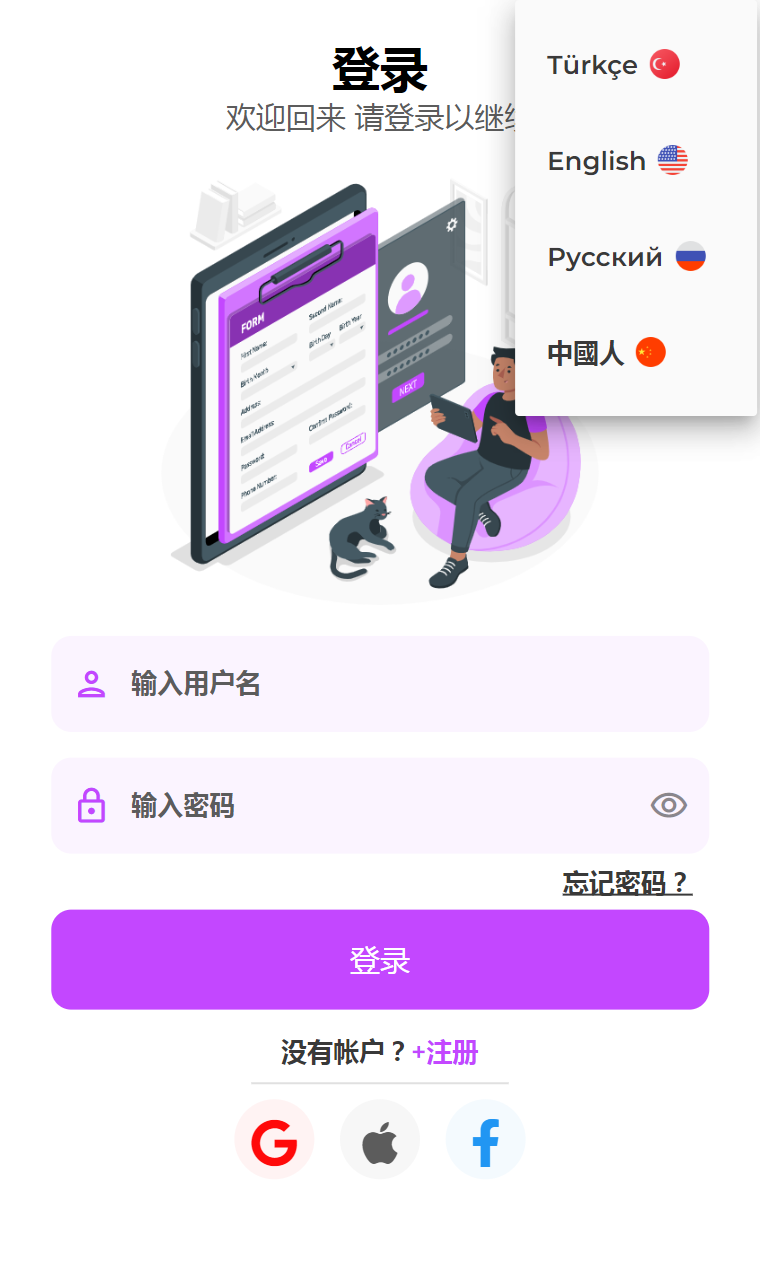 登录
欢迎回来 请登录以继
Türkçe
English
Русский
中國人
FORM
Second Name:
Birth Day
Birth Year
Birth Month
Address:
Email Address:
Confirm Password:
Password:
Phone Number:
Save
Cancel
NEXT
输入用户名
输入密码
忘记密码？
登录
没有帐户？+注册